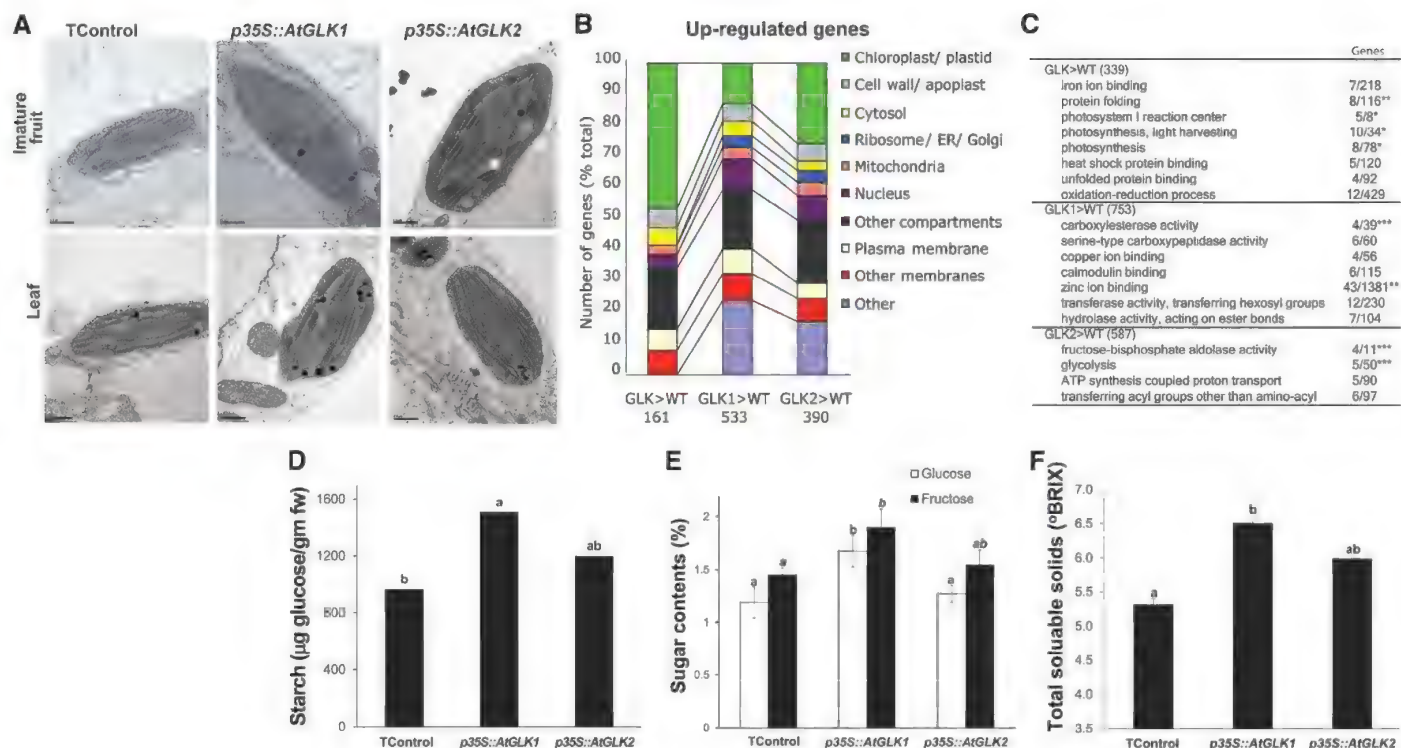 A
TControl
p35S::AtGLK1
p35S::AtGLK2
Imature fruit
Leaf
B
Up-regulated genes
Number of genes (% total)
100
90
80
70
60
50
40
30
20
10
0
GLK>WT
161
GLK1>WT
533
GLK2>WT
390
Chloroplast/ plastid
Cell wall/ apoplast
Cytosol
Ribosome/ ER/ Golgi
Mitochondria
Nucleus
Other compartments
Plasma membrane
Other membranes
Other
C
Genes
GLK>WT (339)
iron ion binding 7/218
protein folding 8/116**
photosystem I reaction center 5/8*
photosynthesis, light harvesting 10/34*
photosynthesis 8/78*
heat shock protein binding 5/120
unfolded protein binding 4/92
oxidation-reduction process 12/429
GLK1>WT (753)
carboxylesterase activity 4/39***
serine-type carboxypeptidase activity 6/60
copper ion binding 4/56
calmodulin binding 6/115
zinc ion binding 43/1381**
transferase activity, transferring hexosyl groups 12/230
hydrolase activity, acting on ester bonds 7/104
GLK2>WT (587)
fructose-bisphosphate aldolase activity 4/11***
glycolysis 5/50***
ATP synthesis coupled proton transport 5/90
transferring acyl groups other than amino-acyl 6/97
D
Starch (µg glucose/gm fw)
1600
1200
800
400
0
b
a
ab
TControl
p35S::AtGLK1
p35S::AtGLK2
E
Glucose
Fructose
Sugar contents (%)
2
1.5
1
0.5
0
a
a
b
b
a
ab
TControl
p35S::AtGLK1
p35S::AtGLK2
F
Total soluable solids (ºBRIX)
7.0
6.5
6.0
5.5
5.0
4.5
4.0
3.5
a
b
ab
TControl
p35S::AtGLK1
p35S::AtGLK2